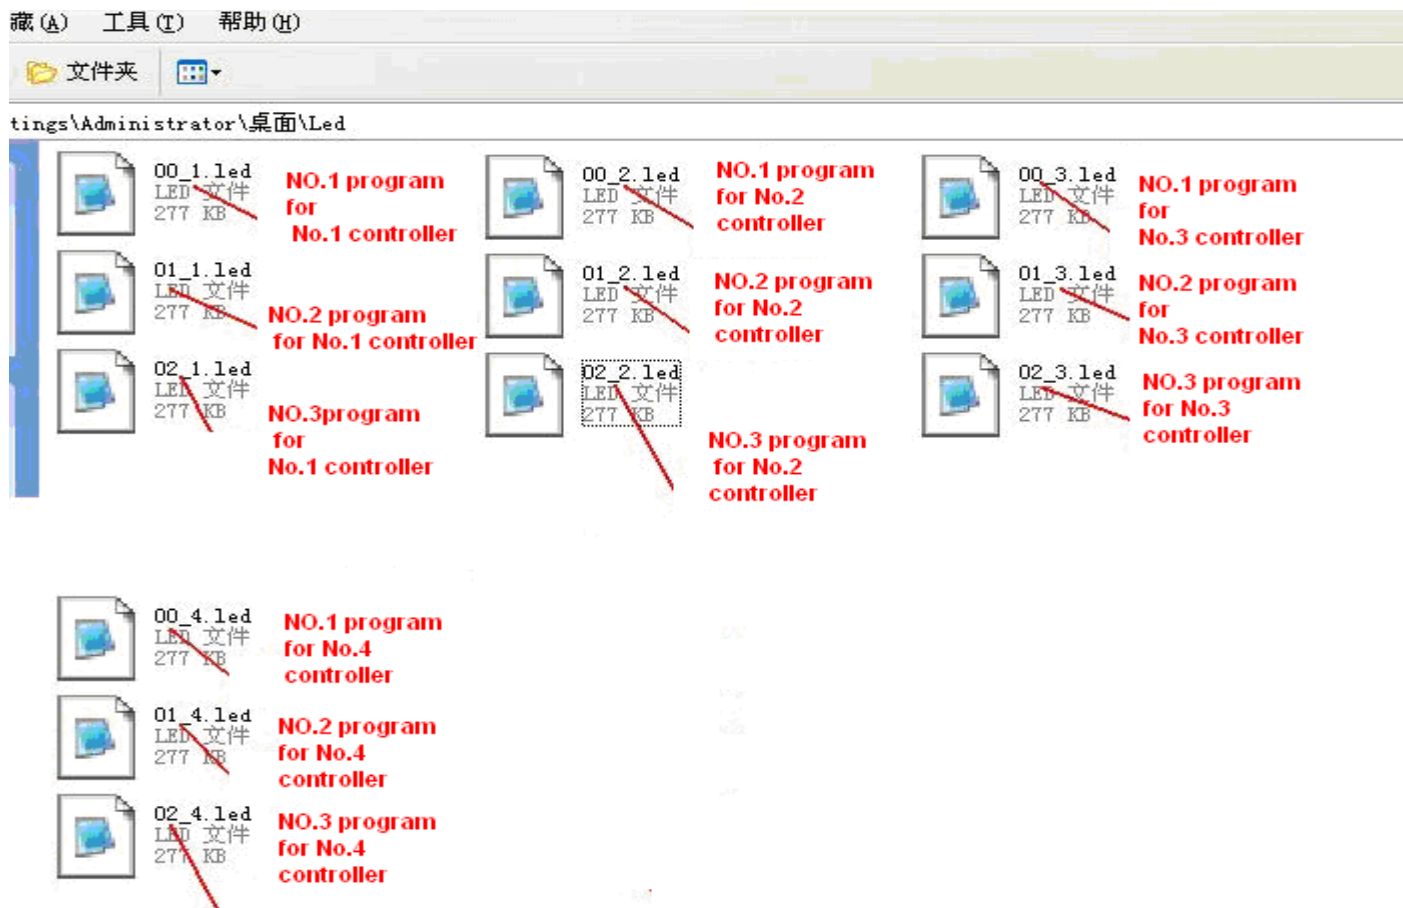 藏(A) 工具(T) 帮助(H)
文件夹
tings\Administrator\桌面\Led
00_1.led
LED 文件
277 KB
NO.1 program
for
No.1 controller
00_2.led
LED 文件
277 KB
NO.1 program
for No.2
controller
00_3.led
LED 文件
277 KB
NO.1 program
for
No.3 controller
01_1.led
LED 文件
277 KB
NO.2 program
for No.1 controller
01_2.led
LED 文件
277 KB
NO.2 program
for No.2
controller
01_3.led
LED 文件
277 KB
NO.2 program
for
No.3 controller
02_1.led
LED 文件
277 KB
NO.3program
for
No.1 controller
02_2.led
LED 文件
277 KB
NO.3 program
for No.2
controller
02_3.led
LED 文件
277 KB
NO.3 program
for No.3
controller
00_4.led
LED 文件
277 KB
NO.1 program
for No.4
controller
01_4.led
LED 文件
277 KB
NO.2 program
for No.4
controller
02_4.led
LED 文件
277 KB
NO.3 program
for No.4
controller